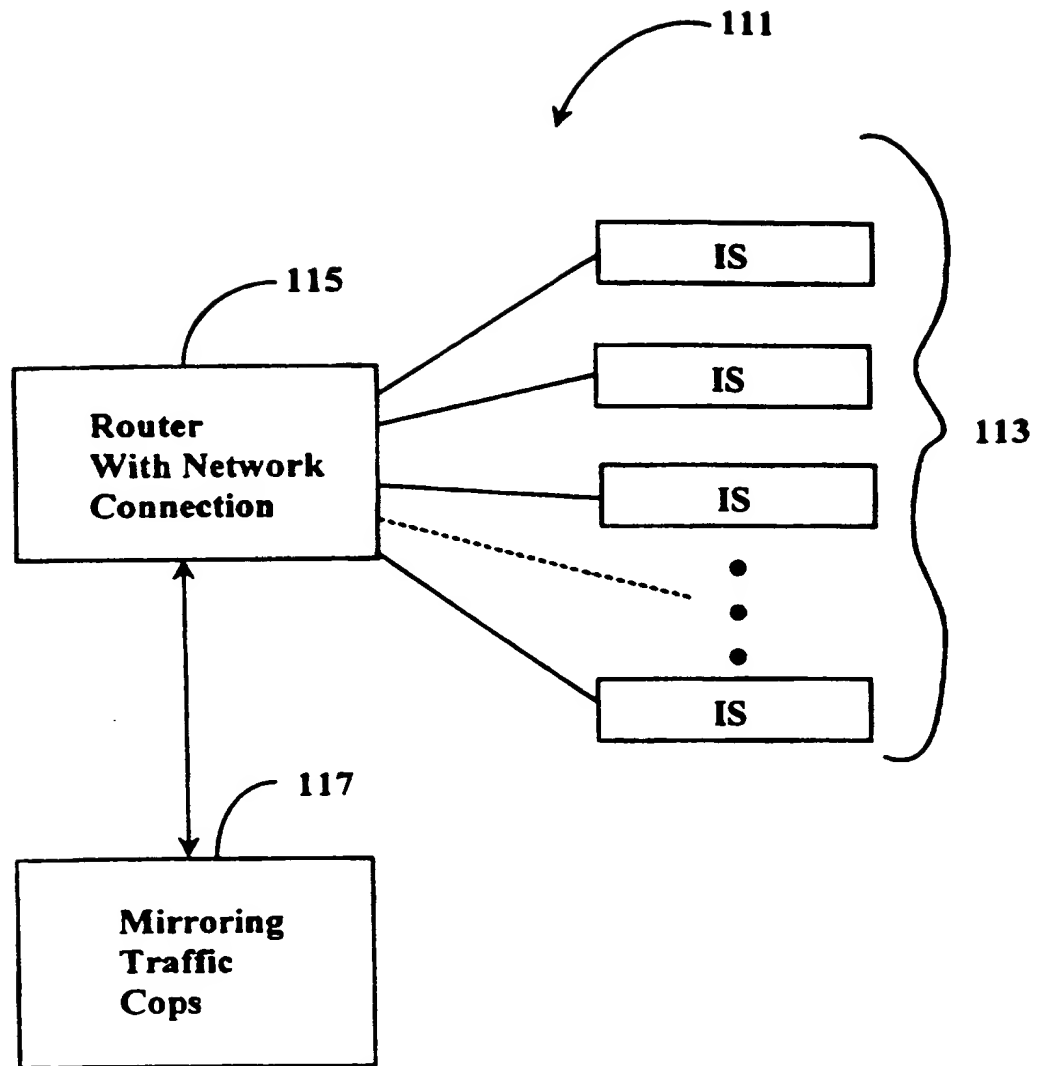 111
IS
115
IS
Router
With Network
Connection
113
IS
IS
117
Mirroring
Traffic
Cops